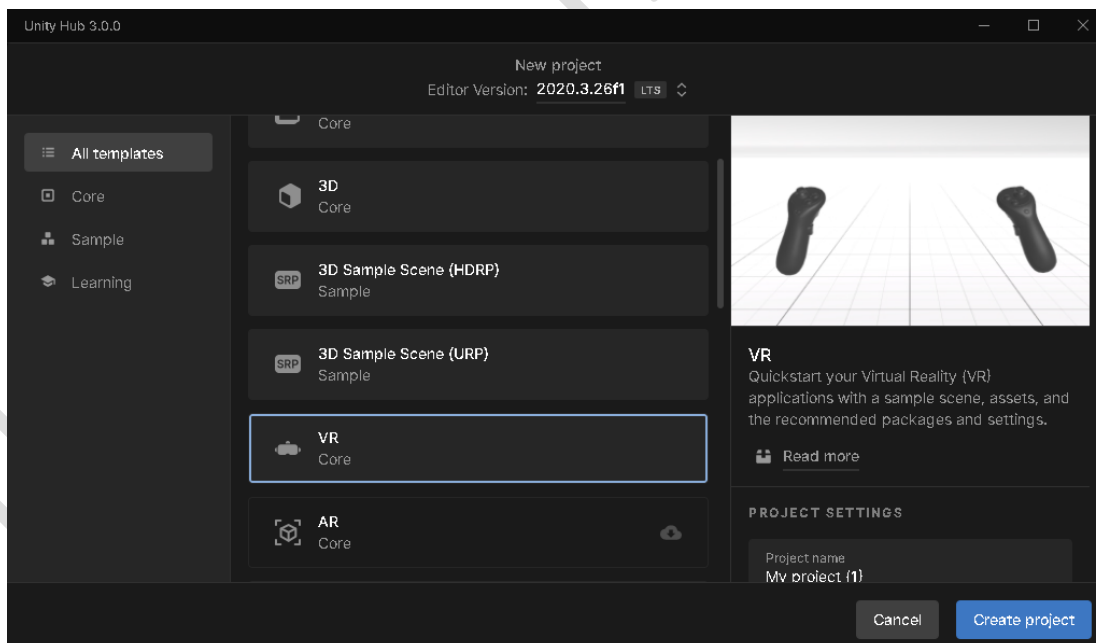 Unity Hub 3.0.0
New project
Editor Version: 2020.3.26f1 LTS
All templates
Core
Sample
Learning
Core
3D
Core
SRP
3D Sample Scene (HDRP)
Sample
SRP
3D Sample Scene (URP)
Sample
VR
Core
AR
Core
VR
Quickstart your Virtual Reality (VR)
applications with a sample scene, assets, and
the recommended packages and settings.
Read more
PROJECT SETTINGS
Project name
My project (1)
Cancel
Create project